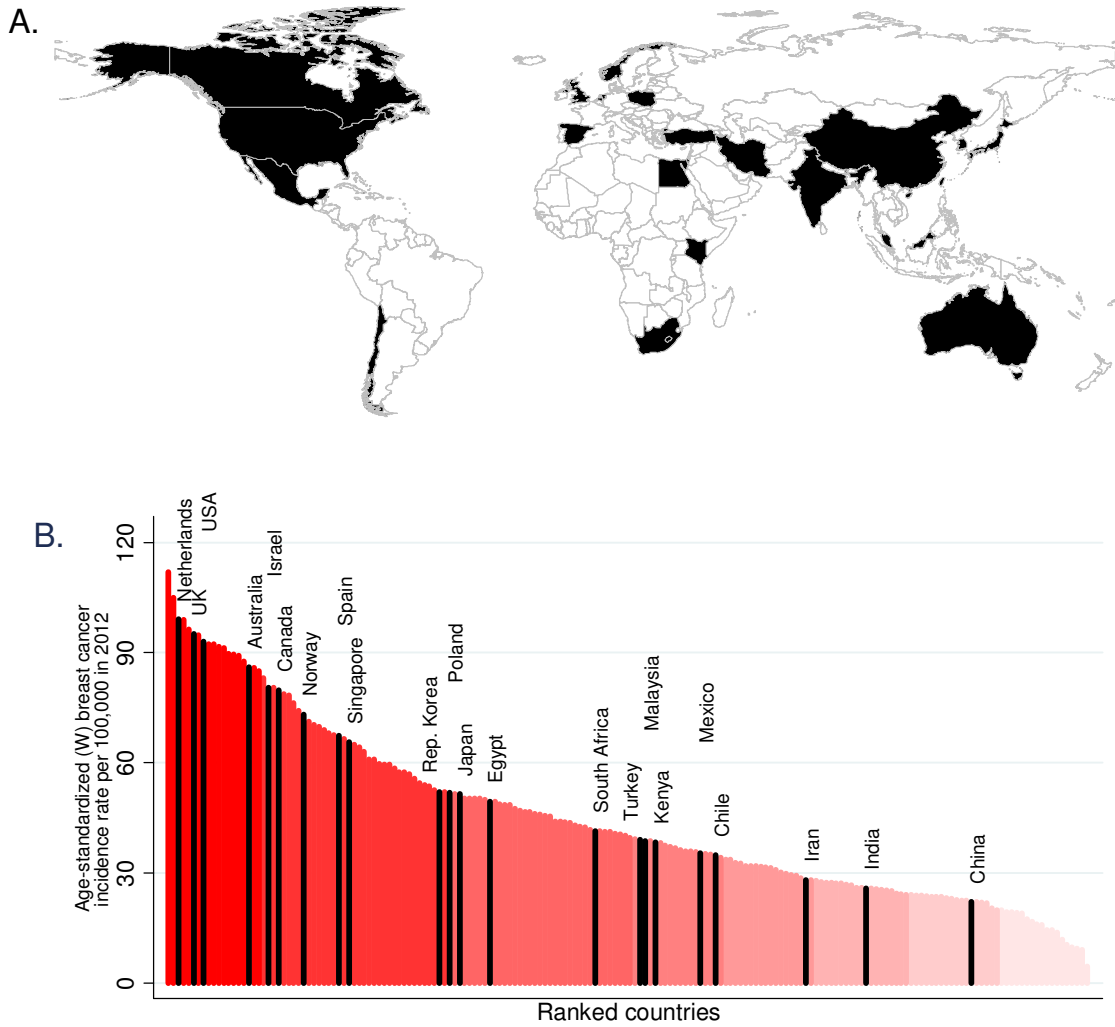 A.
B.
Age-standardized (W) breast cancer
incidence rate per 100,000 in 2012
120
90
60
30
0
Netherlands
UK
USA
Australia
Israel
Canada
Norway
Spain
Singapore
Rep. Korea
Poland
Japan
Egypt
South Africa
Turkey
Malaysia
Kenya
Mexico
Chile
Iran
India
China
Ranked countries